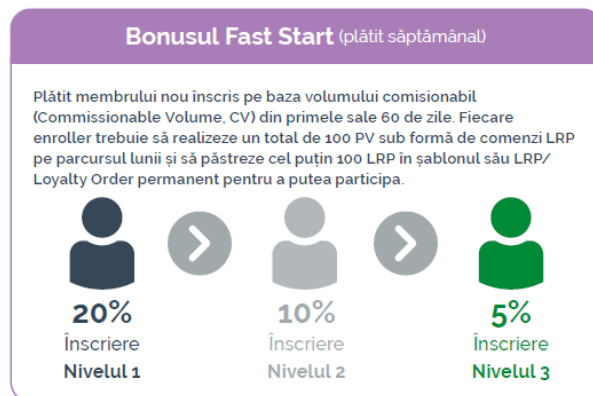 Bonusul Fast Start (plătit săptămânal)
Plătit membrului nou înscris pe baza volumului comisionabil
(Commissionable Volume, CV) din primele sale 60 de zile. Fiecare
enroller trebuie să realizeze un total de 100 PV sub formă de comenzi LRP
pe parcursul lunii și să păstreze cel puțin 100 LRP în șablonul său LRP/
Loyalty Order permanent pentru a putea participa.
20% 10% 5%
Înscriere Înscriere Înscriere
Nivelul 1 Nivelul 2 Nivelul 3